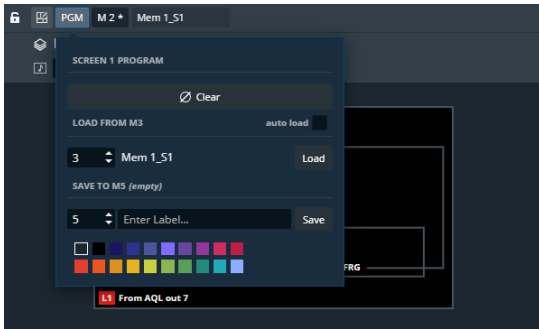 PGM M 2 * Mem 1_S1
SCREEN 1 PROGRAM
Clear
LOAD FROM M3 auto load
3 Mem 1_S1 Load
SAVE TO M5 (empty)
5 Enter Label... Save
FRG
L1 From AQL out 7